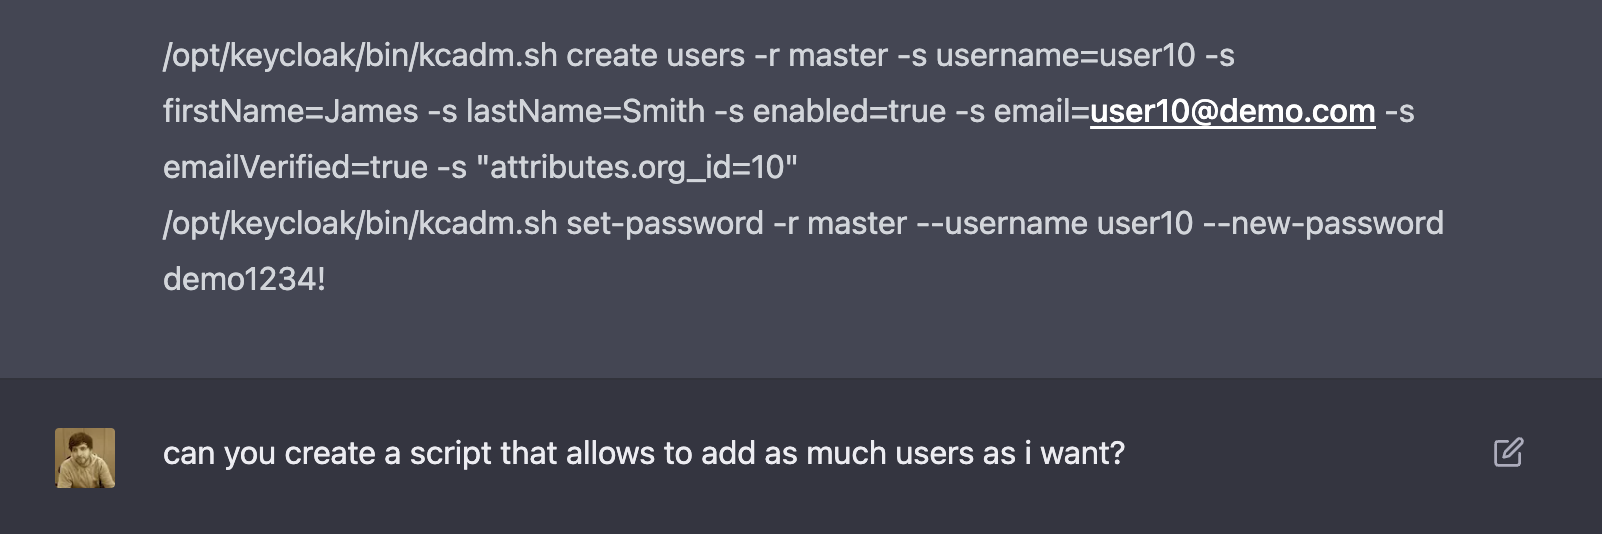 /opt/keycloak/bin/kcadm.sh create users -r master -s username=user10 -s
firstName=James -s lastName=Smith -s enabled=true -s email=user10@demo.com -s
emailVerified=true -s "attributes.org_id=10"
/opt/keycloak/bin/kcadm.sh set-password -r master --username user10 --new-password
demo1234!
can you create a script that allows to add as much users as i want?